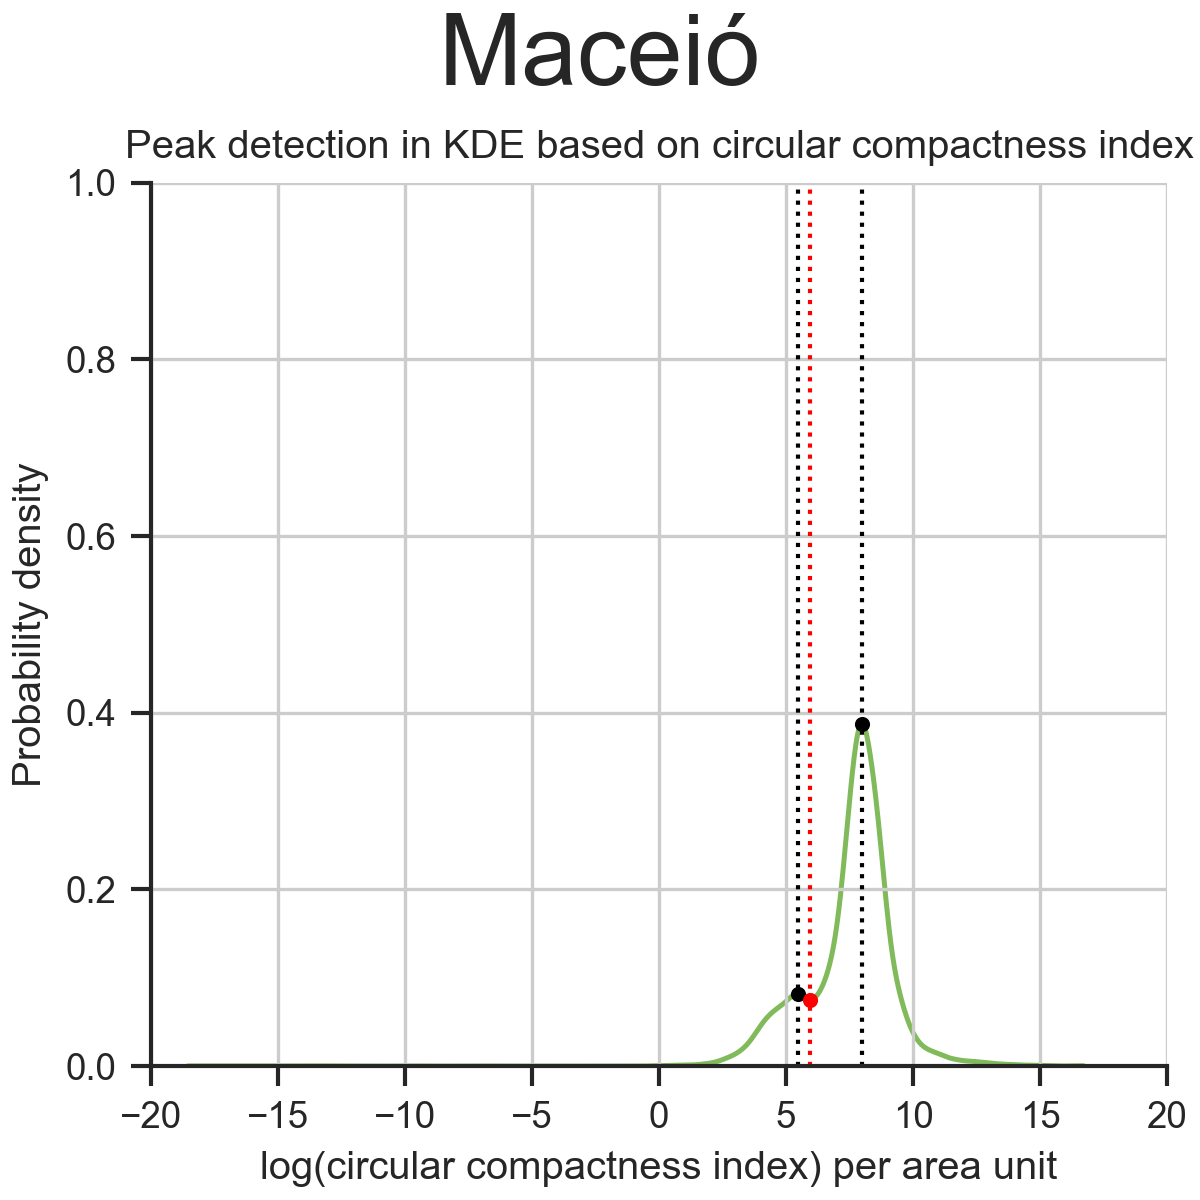 Maceió
Peak detection in KDE based on circular compactness index
1.0
0.8
0.6
0.4
0.2
0.0
Probability density
−20 −15 −10 −5 0 5 10 15 20
log(circular compactness index) per area unit